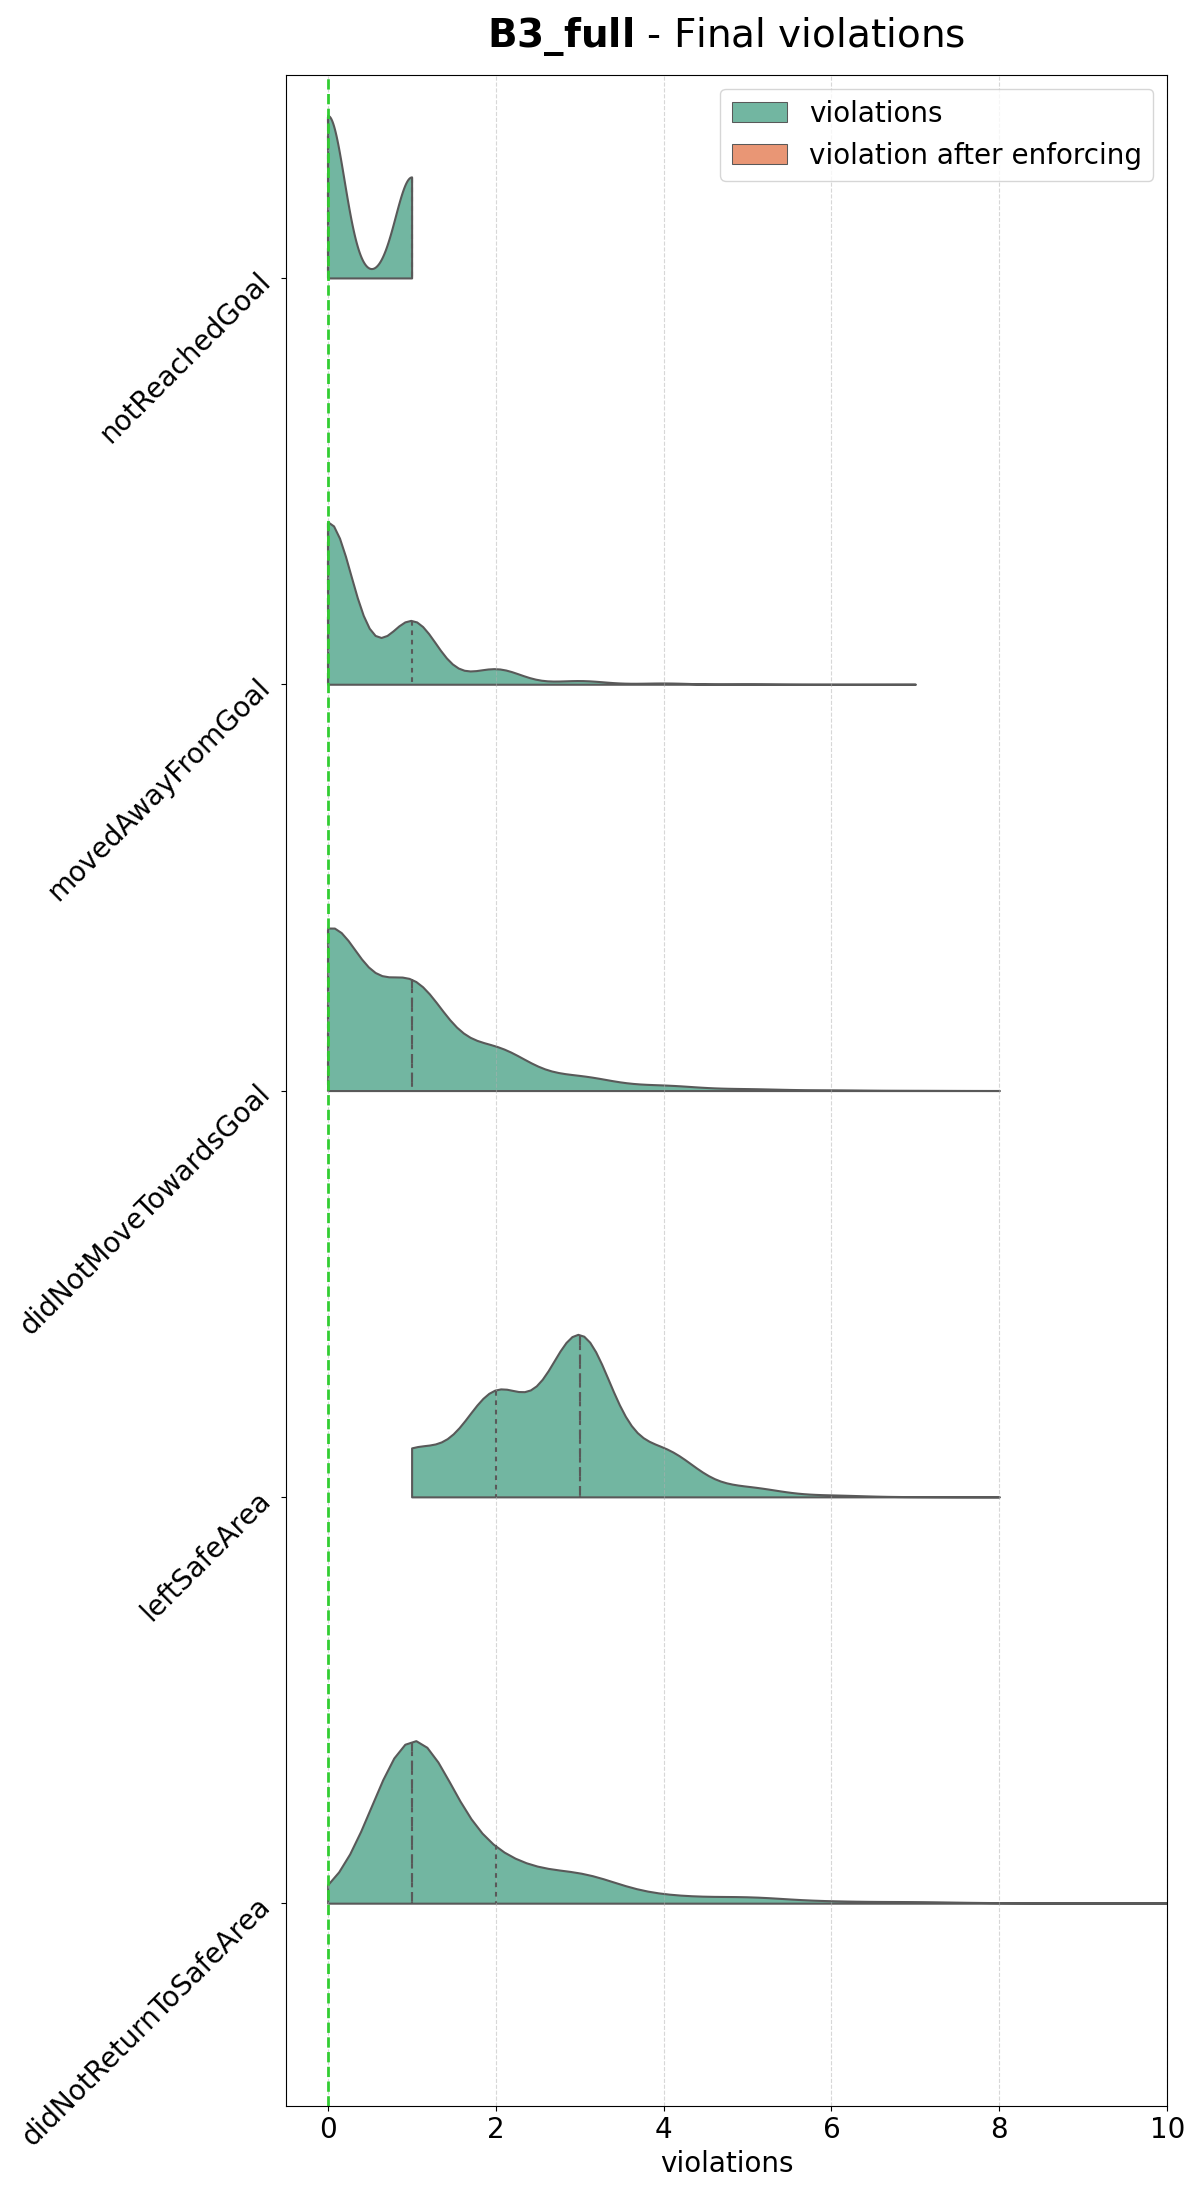 B3_full - Final violations
violations
violation after enforcing
notReachedGoal
movedAwayFromGoal
didNotMoveTowardsGoal
leftSafeArea
didNotReturnToSafeArea
0 2 4 6 8 10
violations